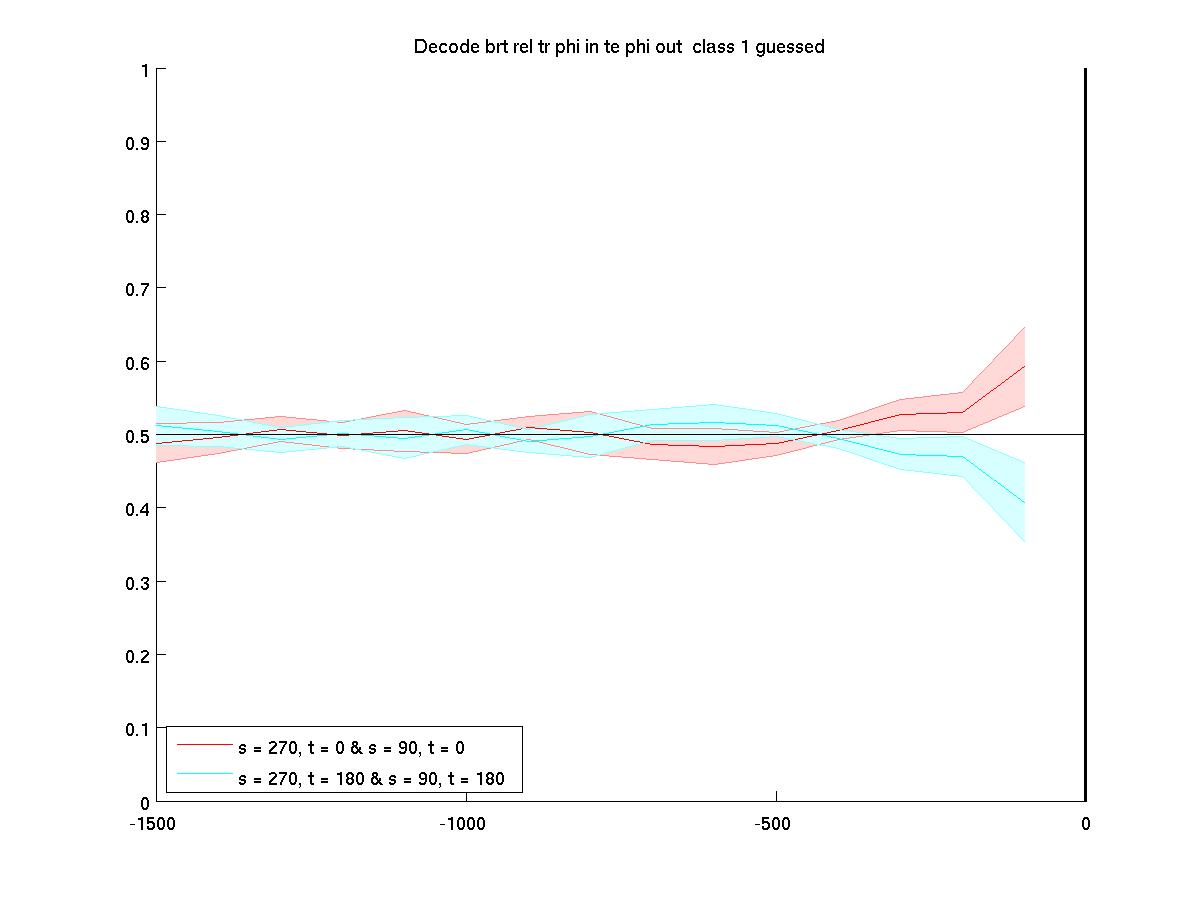 Decode brt rel tr phi in te phi out  class 1 guessed
1
0.9
0.8
0.7
0.6
0.5
0.4
0.3
0.2
0.1
0
s = 270, t = 0 & s = 90, t = 0
s = 270, t = 180 & s = 90, t = 180
-1500 -1000 -500 0